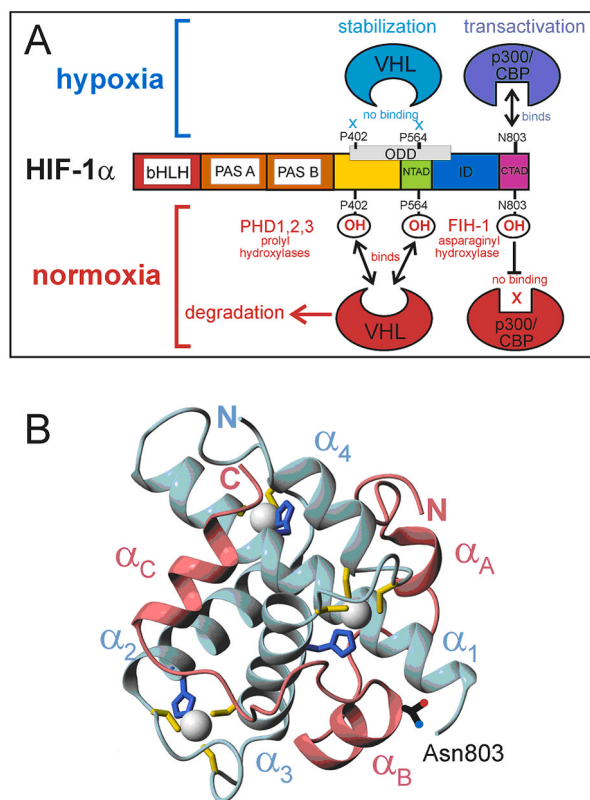 A
stabilization
transactivation
hypoxia
VHL
p300/
CBP
no binding
x
x
binds
P402
P564
N803
ODD
HIF-1α
bHLH
PAS A
PAS B
NTAD
ID
CTAD
P402
P564
N803
PHD1,2,3
prolyl
hydroxylases
OH
OH
FIH-1
asparaginyl
hydroxylase
OH
binds
normoxia
no binding
x
degradation
VHL
p300/
CBP
B
N
α4
C
N
αC
αA
α2
α1
Asn803
α3
αB